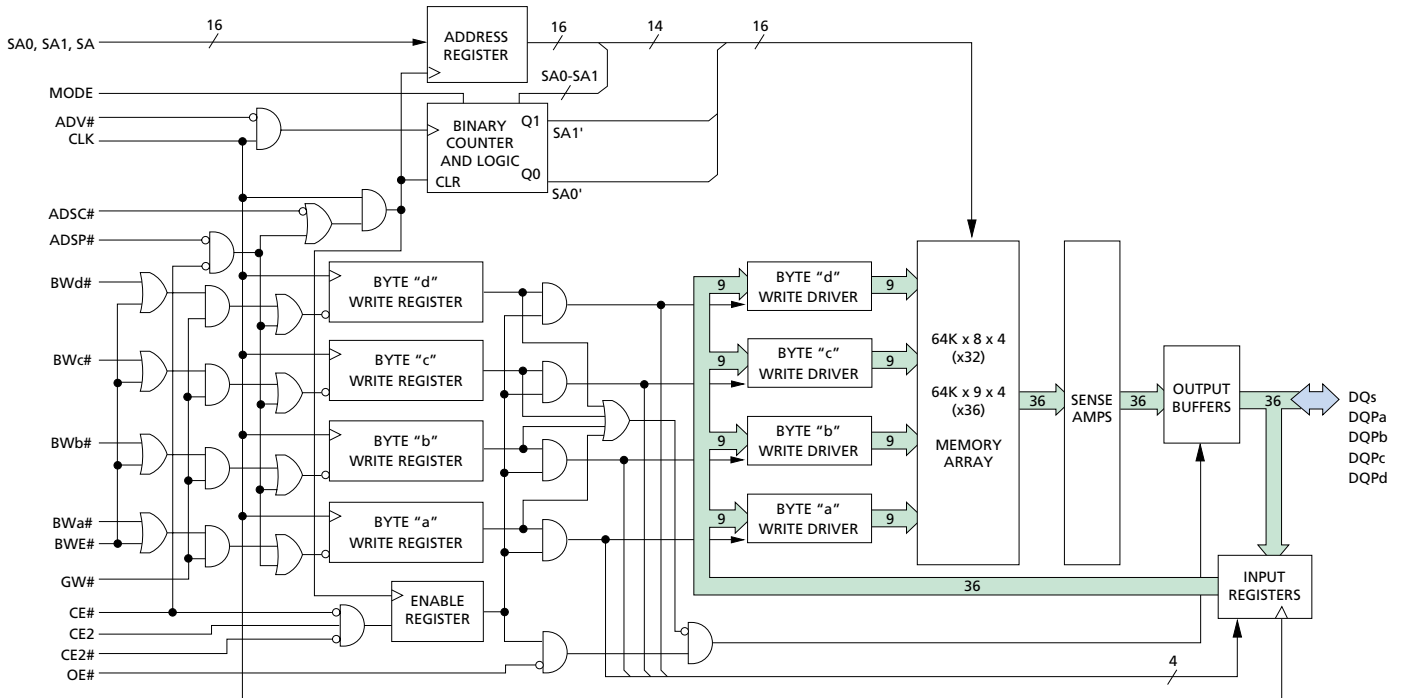 16
SA0, SA1, SA
ADDRESS
REGISTER
16
14
16
SA0-SA1
MODE
ADV#
CLK
BINARY
COUNTER
AND LOGIC
CLR
Q1
SA1'
Q0
SA0'
ADSC#
ADSP#
BWd#
BYTE “d”
WRITE REGISTER
9
BYTE “d”
WRITE DRIVER
9
BWc#
BYTE “c”
WRITE REGISTER
9
BYTE “c”
WRITE DRIVER
9
BWb#
BYTE “b”
WRITE REGISTER
9
BYTE “b”
WRITE DRIVER
9
BWa#
BWE#
BYTE “a”
WRITE REGISTER
9
BYTE “a”
WRITE DRIVER
9
64K x 8 x 4
(x32)
64K x 9 x 4
(x36)
MEMORY
ARRAY
36
SENSE
AMPS
36
OUTPUT
BUFFERS
36
DQs
DQPa
DQPb
DQPc
DQPd
GW#
CE#
CE2
CE2#
OE#
ENABLE
REGISTER
36
INPUT
REGISTERS
4